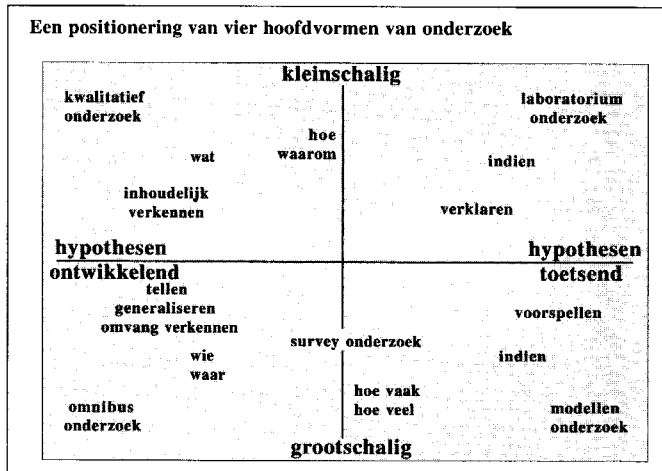 Een positionering van vier hoofdvormen van onderzoek
kleinschalig
kwalitatief
onderzoek
laboratorium
onderzoek
hoe
waarom
wat
indien
inhoudelijk
verkennen
verklaren
hypothesen
ontwikkelend
hypothesen
toetsend
tellen
generaliseren
omvang verkennen
voorspellen
survey onderzoek
wie
waar
indien
hoe vaak
hoe veel
omnibus
onderzoek
modellen
onderzoek
grootschalig